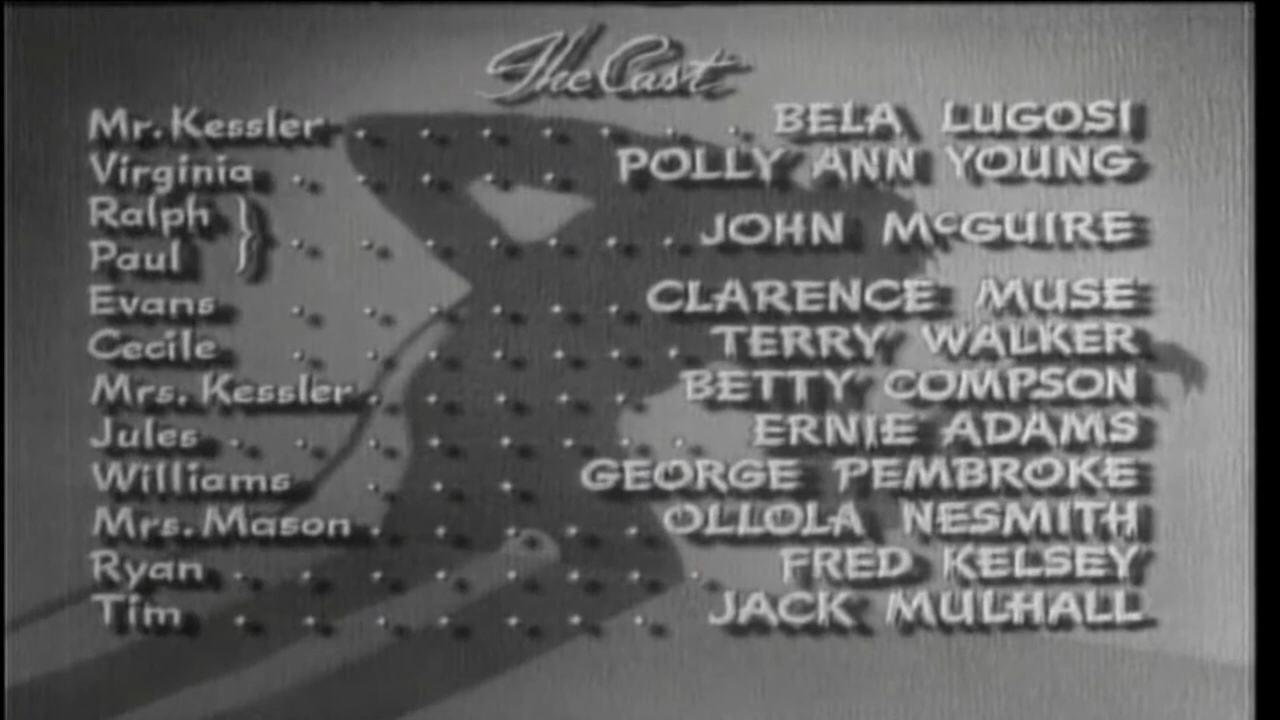 The Cast
Mr. Kessler . . . . . . . BELA LUGOSI
Virginia . . . . . POLLY ANN YOUNG
Ralph }
Paul } . . . . . . . JOHN McGUIRE
Evans . . . . . . CLARENCE MUSE
Cecile . . . . . . . TERRY WALKER
Mrs. Kessler . . . . . BETTY COMPSON
Jules . . . . . . . . ERNIE ADAMS
Williams . . . GEORGE PEMBROKE
Mrs. Mason . . . . . OLLOLA NESMITH
Ryan . . . . . . . . FRED KELSEY
Tim . . . . . . . JACK MULHALL